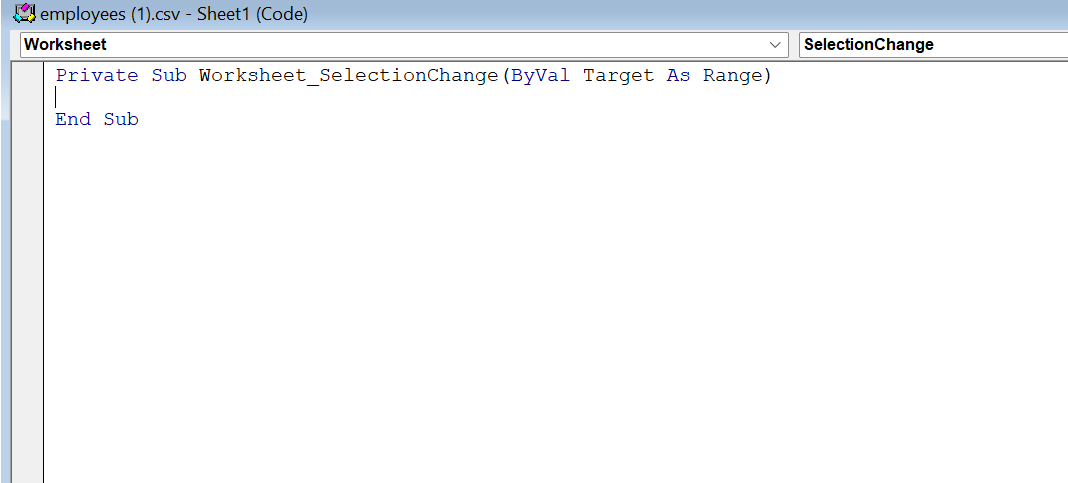 employees (1).csv - Sheet1 (Code)
Worksheet SelectionChange
Private Sub Worksheet_SelectionChange(ByVal Target As Range)
End Sub